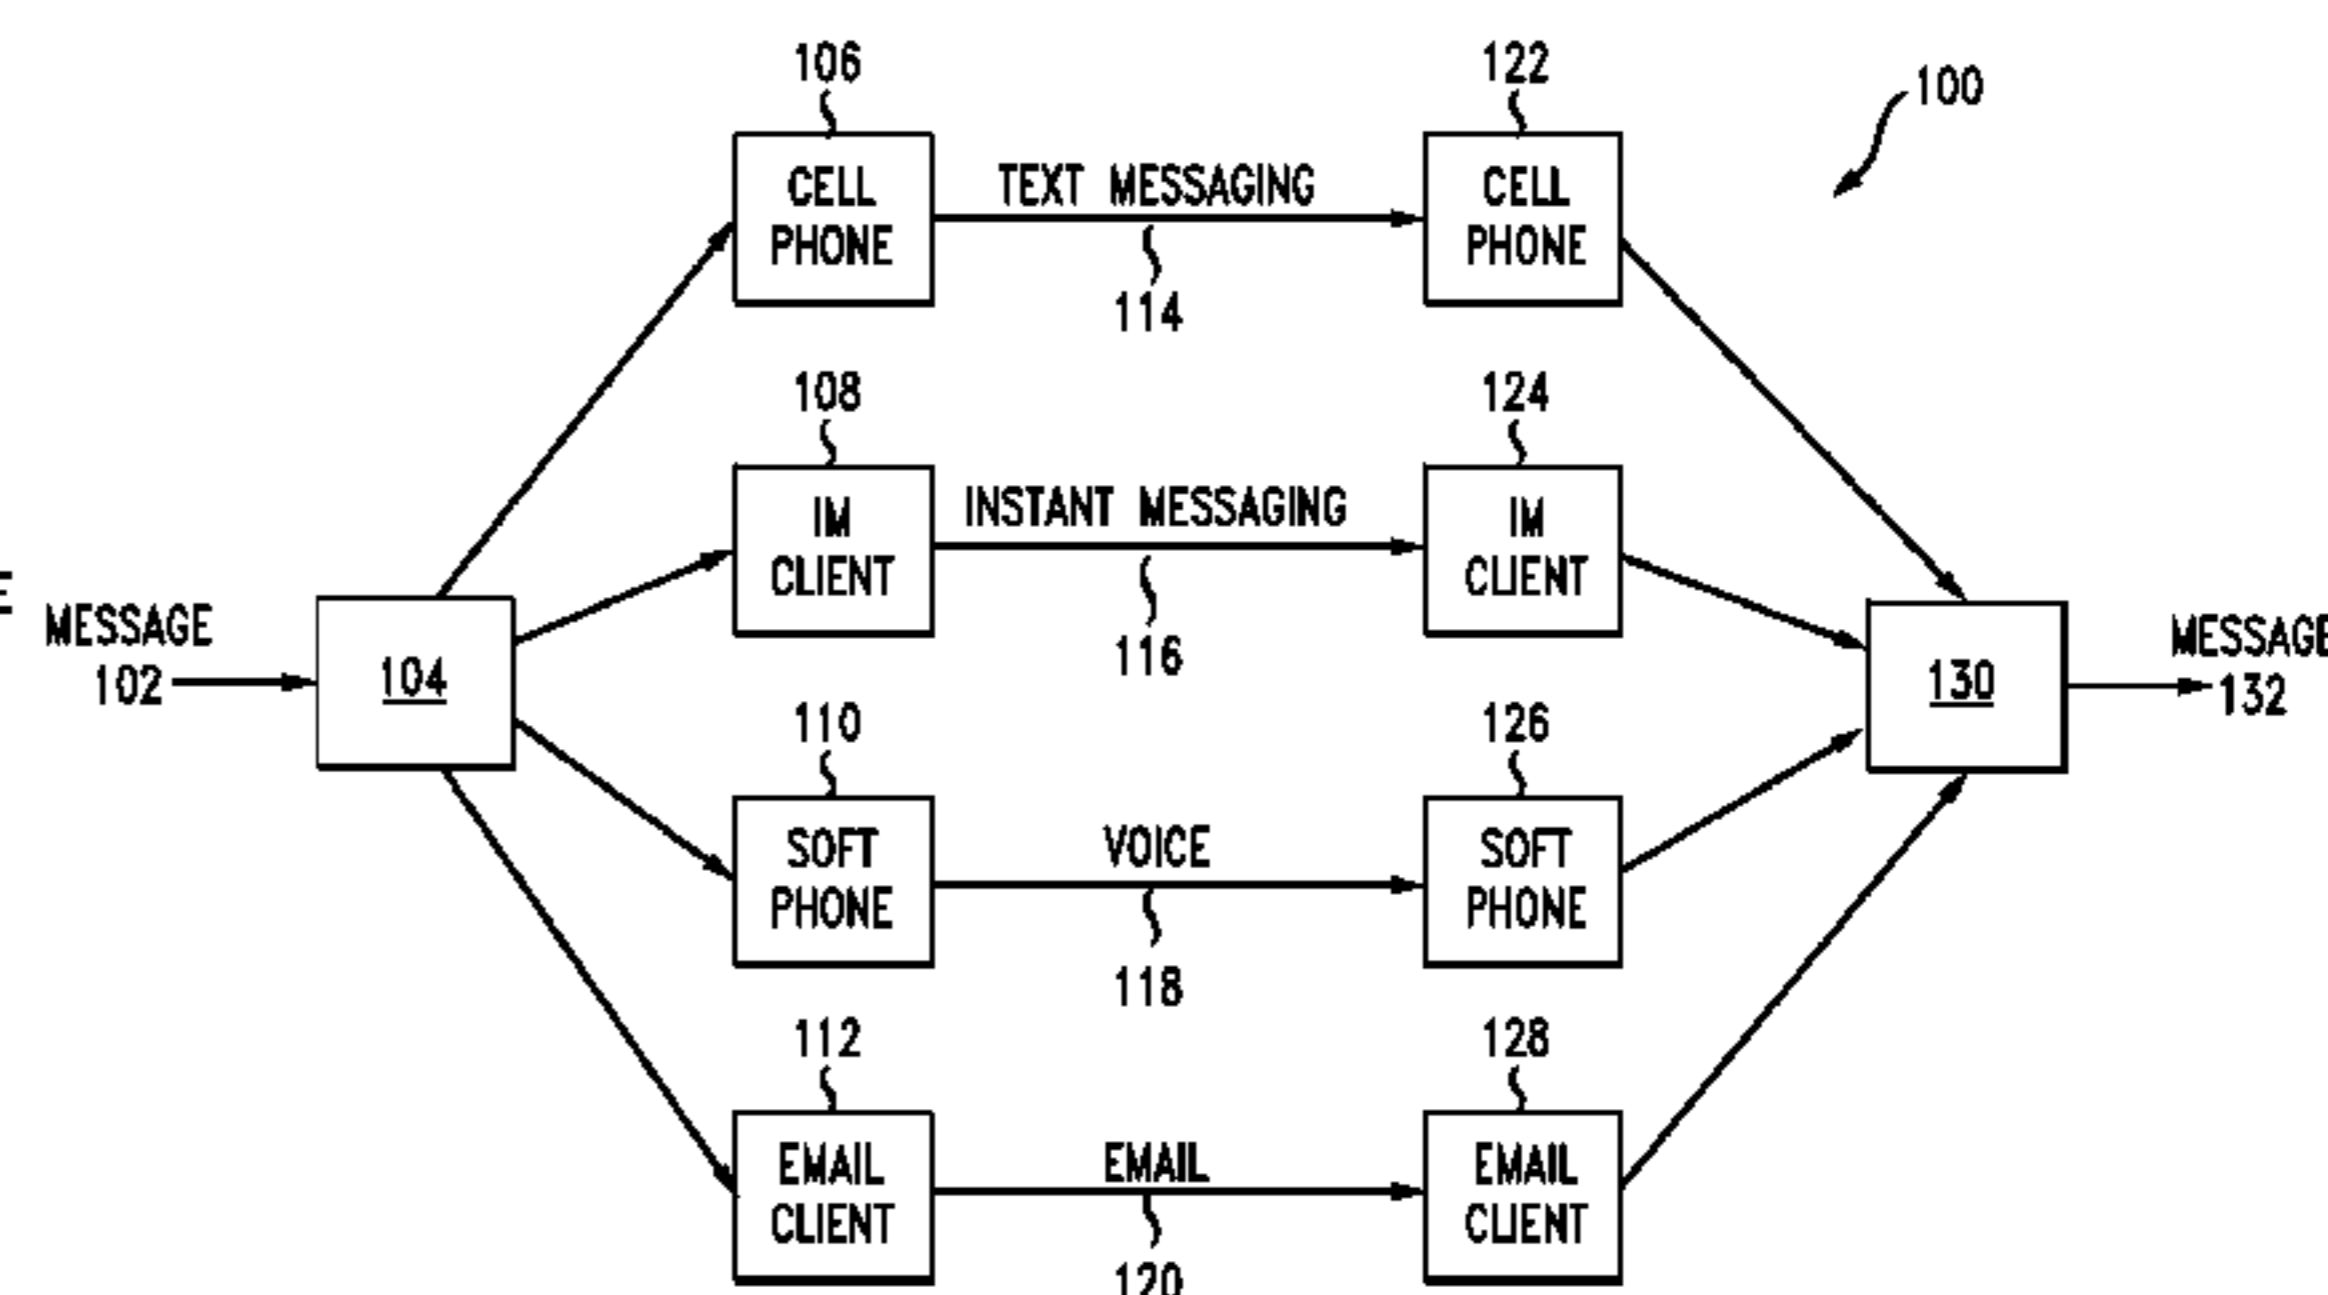 106
122
100
CELL
PHONE
TEXT MESSAGING
CELL
PHONE
114
108
124
IM
CLIENT
INSTANT MESSAGING
IM
CLIENT
116
MESSAGE
102
104
130
MESSAGE
132
110
126
SOFT
PHONE
VOICE
SOFT
PHONE
118
112
128
EMAIL
CLIENT
EMAIL
EMAIL
CLIENT
120